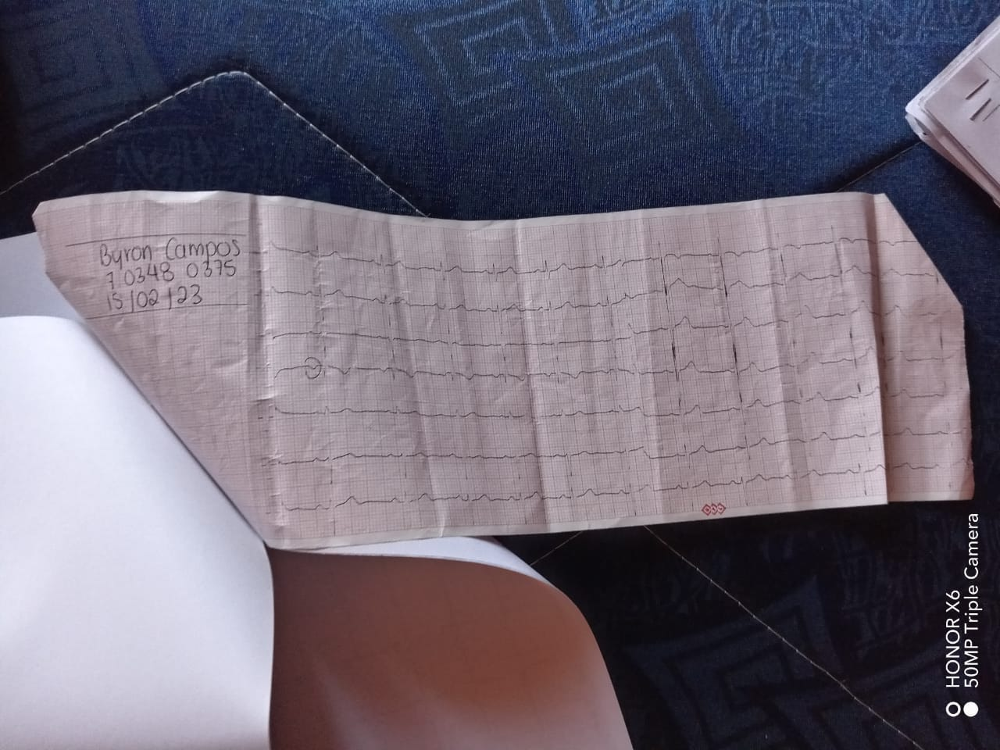 Byron Campos
7 0348 0375
15/02/23
HONOR X6
50MP Triple Camera